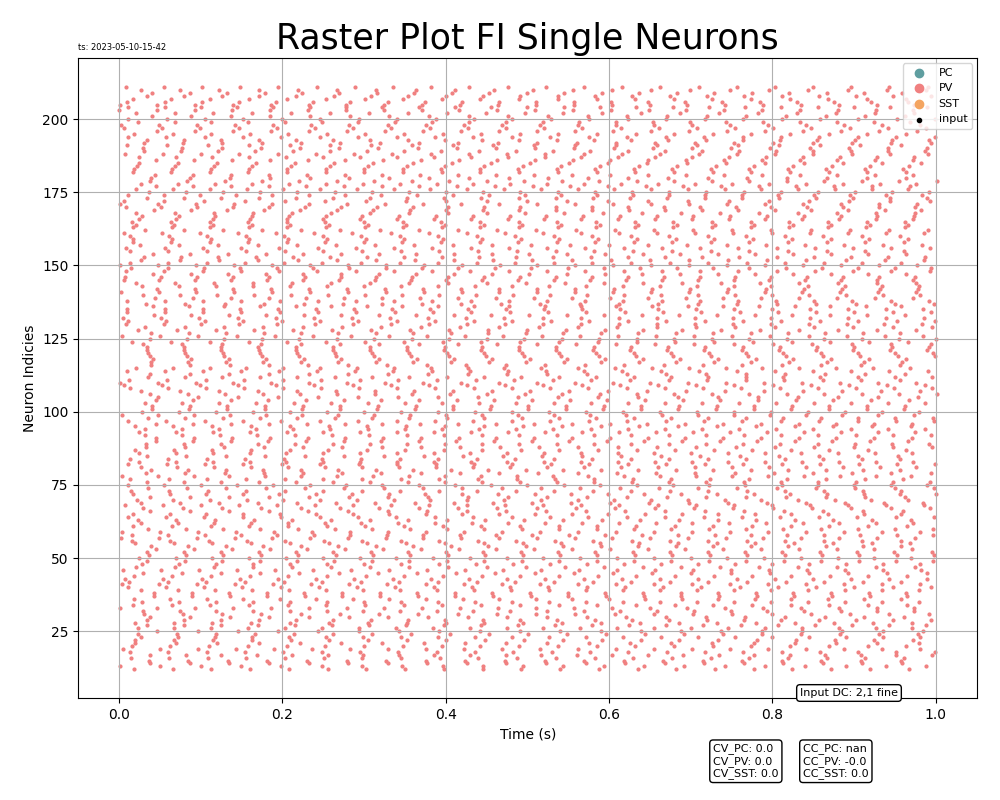 Raster Plot FI Single Neurons
ts: 2023-05-10-15-42
PC
PV
SST
input
200
175
150
125
100
75
50
25
Neuron Indicies
0.0 0.2 0.4 0.6 0.8 1.0
Time (s)
Input DC: 2,1 fine
CV_PC: 0.0
CV_PV: 0.0
CV_SST: 0.0
CC_PC: nan
CC_PV: -0.0
CC_SST: 0.0